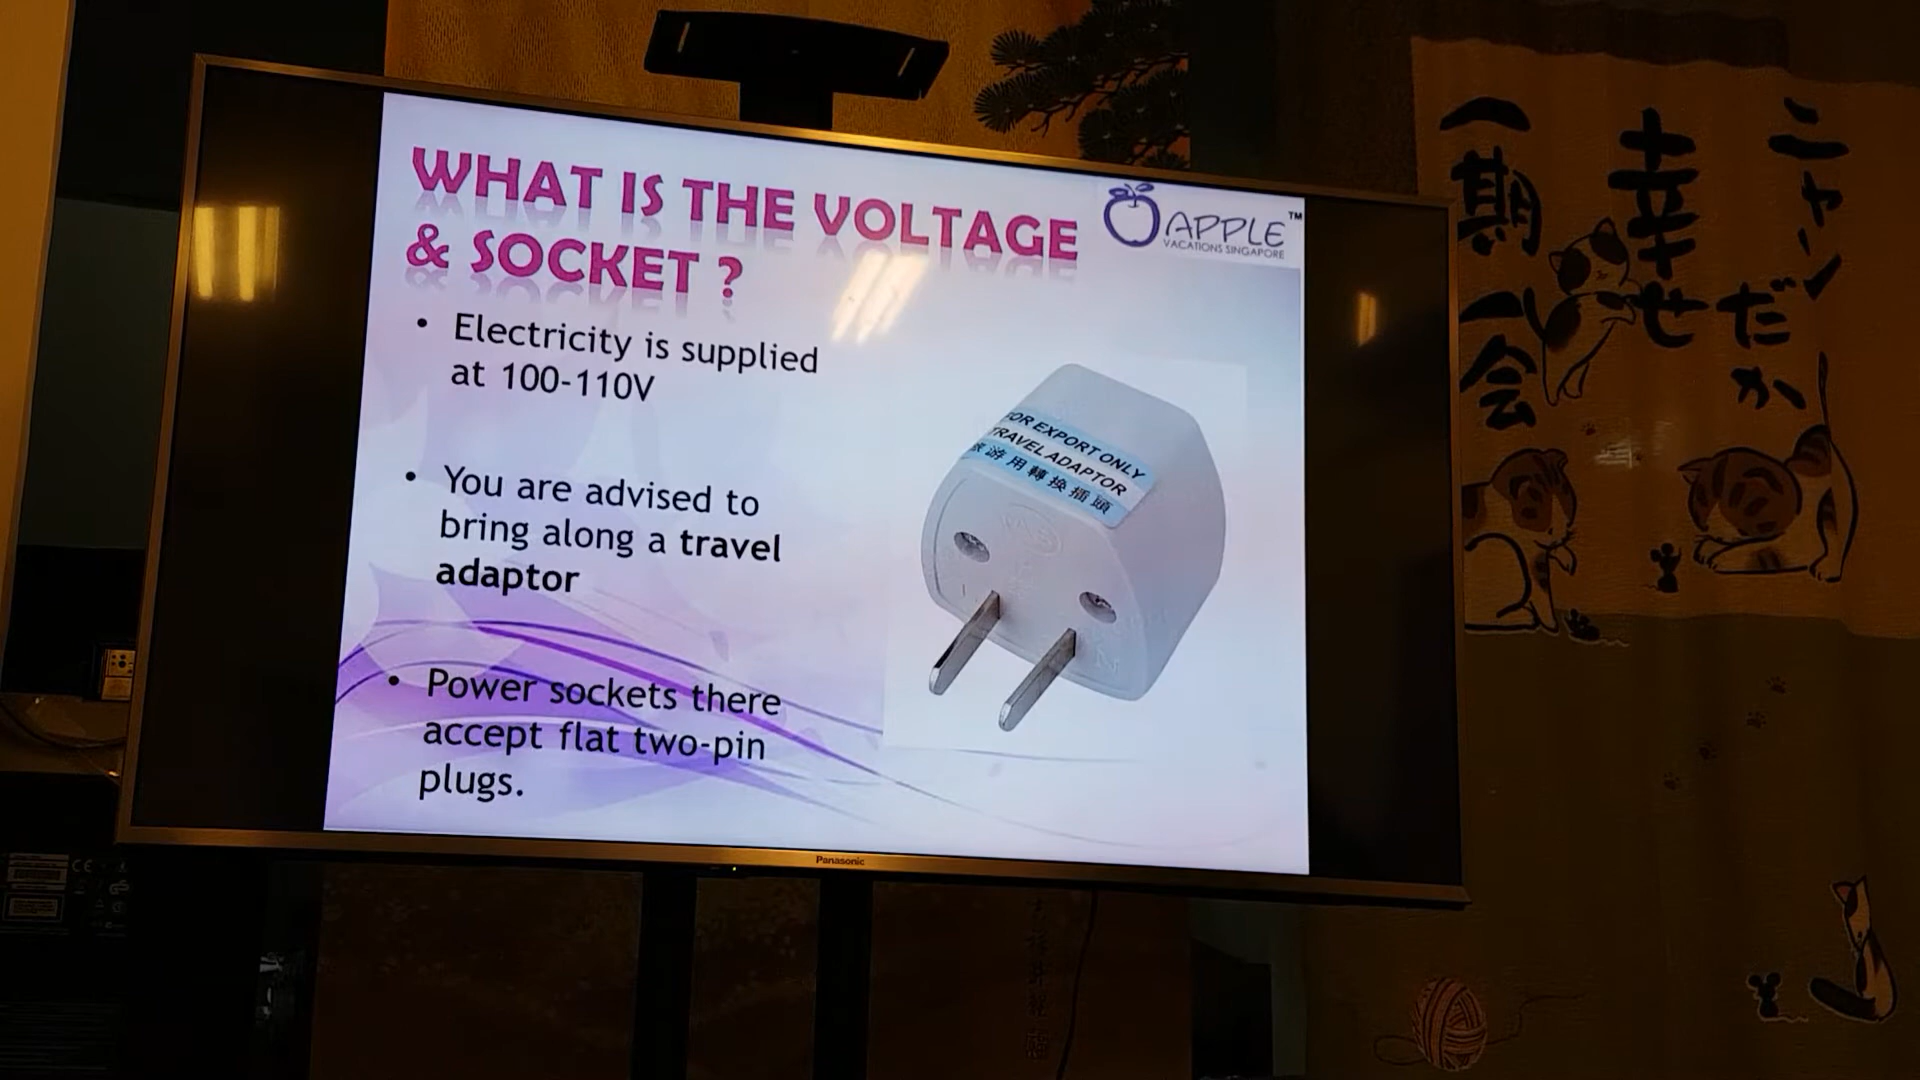 WHAT IS THE VOLTAGE
& SOCKET ?
APPLE™
VACATIONS SINGAPORE
• Electricity is supplied
at 100-110V
• You are advised to
bring along a travel
adaptor
• Power sockets there
accept flat two-pin
plugs.
FOR EXPORT ONLY
TRAVEL ADAPTOR
旅游用轉換插頭
N
Panasonic
ニャーン
だか
幸せ
一期一会